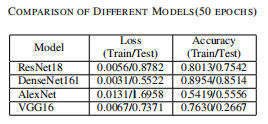 COMPARISON OF DIFFERENT MODELS(50 EPOCHS)
Model Loss (Train/Test) Accuracy (Train/Test)
ResNet18 0.0056/0.8782 0.8013/0.7542
DenseNet161 0.0031/0.5522 0.8954/0.8514
AlexNet 0.0131/1.6958 0.5419/0.5556
VGG16 0.0067/0.7371 0.7630/0.2667